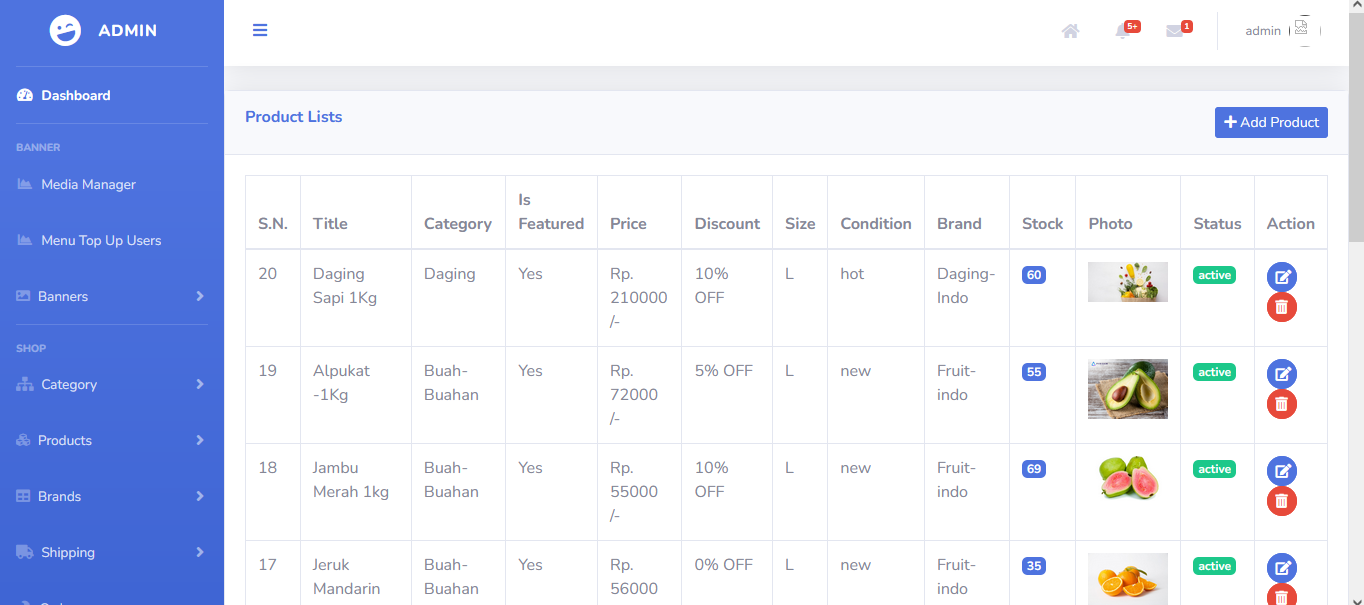 ADMIN
5+
1
admin
Dashboard
Product Lists
Add Product
BANNER
Media Manager
Menu Top Up Users
Banners
SHOP
Category
Products
Brands
Shipping
S.N. Title Category Is Featured Price Discount Size Condition Brand Stock Photo Status Action
20 Daging Sapi 1Kg Daging Yes Rp. 210000 /- 10% OFF L hot Daging-Indo 60 active
19 Alpukat -1Kg Buah-Buahan Yes Rp. 72000 /- 5% OFF L new Fruit-indo 55 active
18 Jambu Merah 1kg Buah-Buahan Yes Rp. 55000 /- 10% OFF L new Fruit-indo 69 active
17 Jeruk Mandarin Buah-Buahan Yes Rp. 56000 0% OFF L new Fruit-indo 35 active